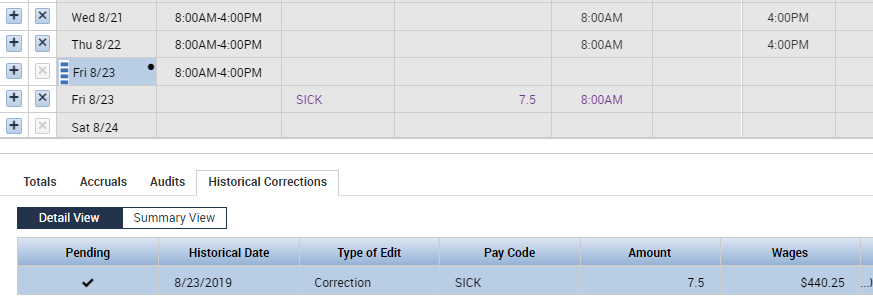 Wed 8/21 8:00AM-4:00PM 8:00AM 4:00PM
Thu 8/22 8:00AM-4:00PM 8:00AM 4:00PM
Fri 8/23 8:00AM-4:00PM
Fri 8/23 SICK 7.5 8:00AM
Sat 8/24
Totals Accruals Audits Historical Corrections
Detail View Summary View
Pending Historical Date Type of Edit Pay Code Amount Wages
8/23/2019 Correction SICK 7.5 $440.25